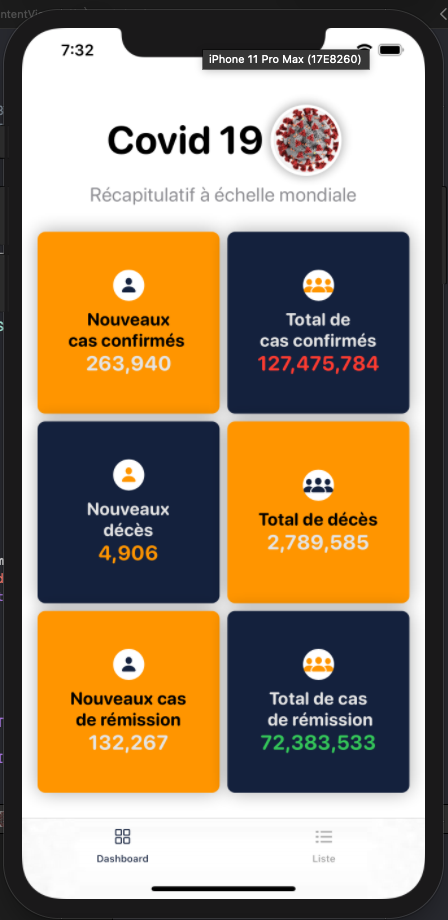 ntentView
7:32
iPhone 11 Pro Max (17E8260)
Covid 19
Récapitulatif à échelle mondiale
Nouveaux
cas confirmés
263,940
Total de
cas confirmés
127,475,784
Nouveaux
décès
4,906
Total de décès
2,789,585
Nouveaux cas
de rémission
132,267
Total de cas
de rémission
72,383,533
Dashboard
Liste